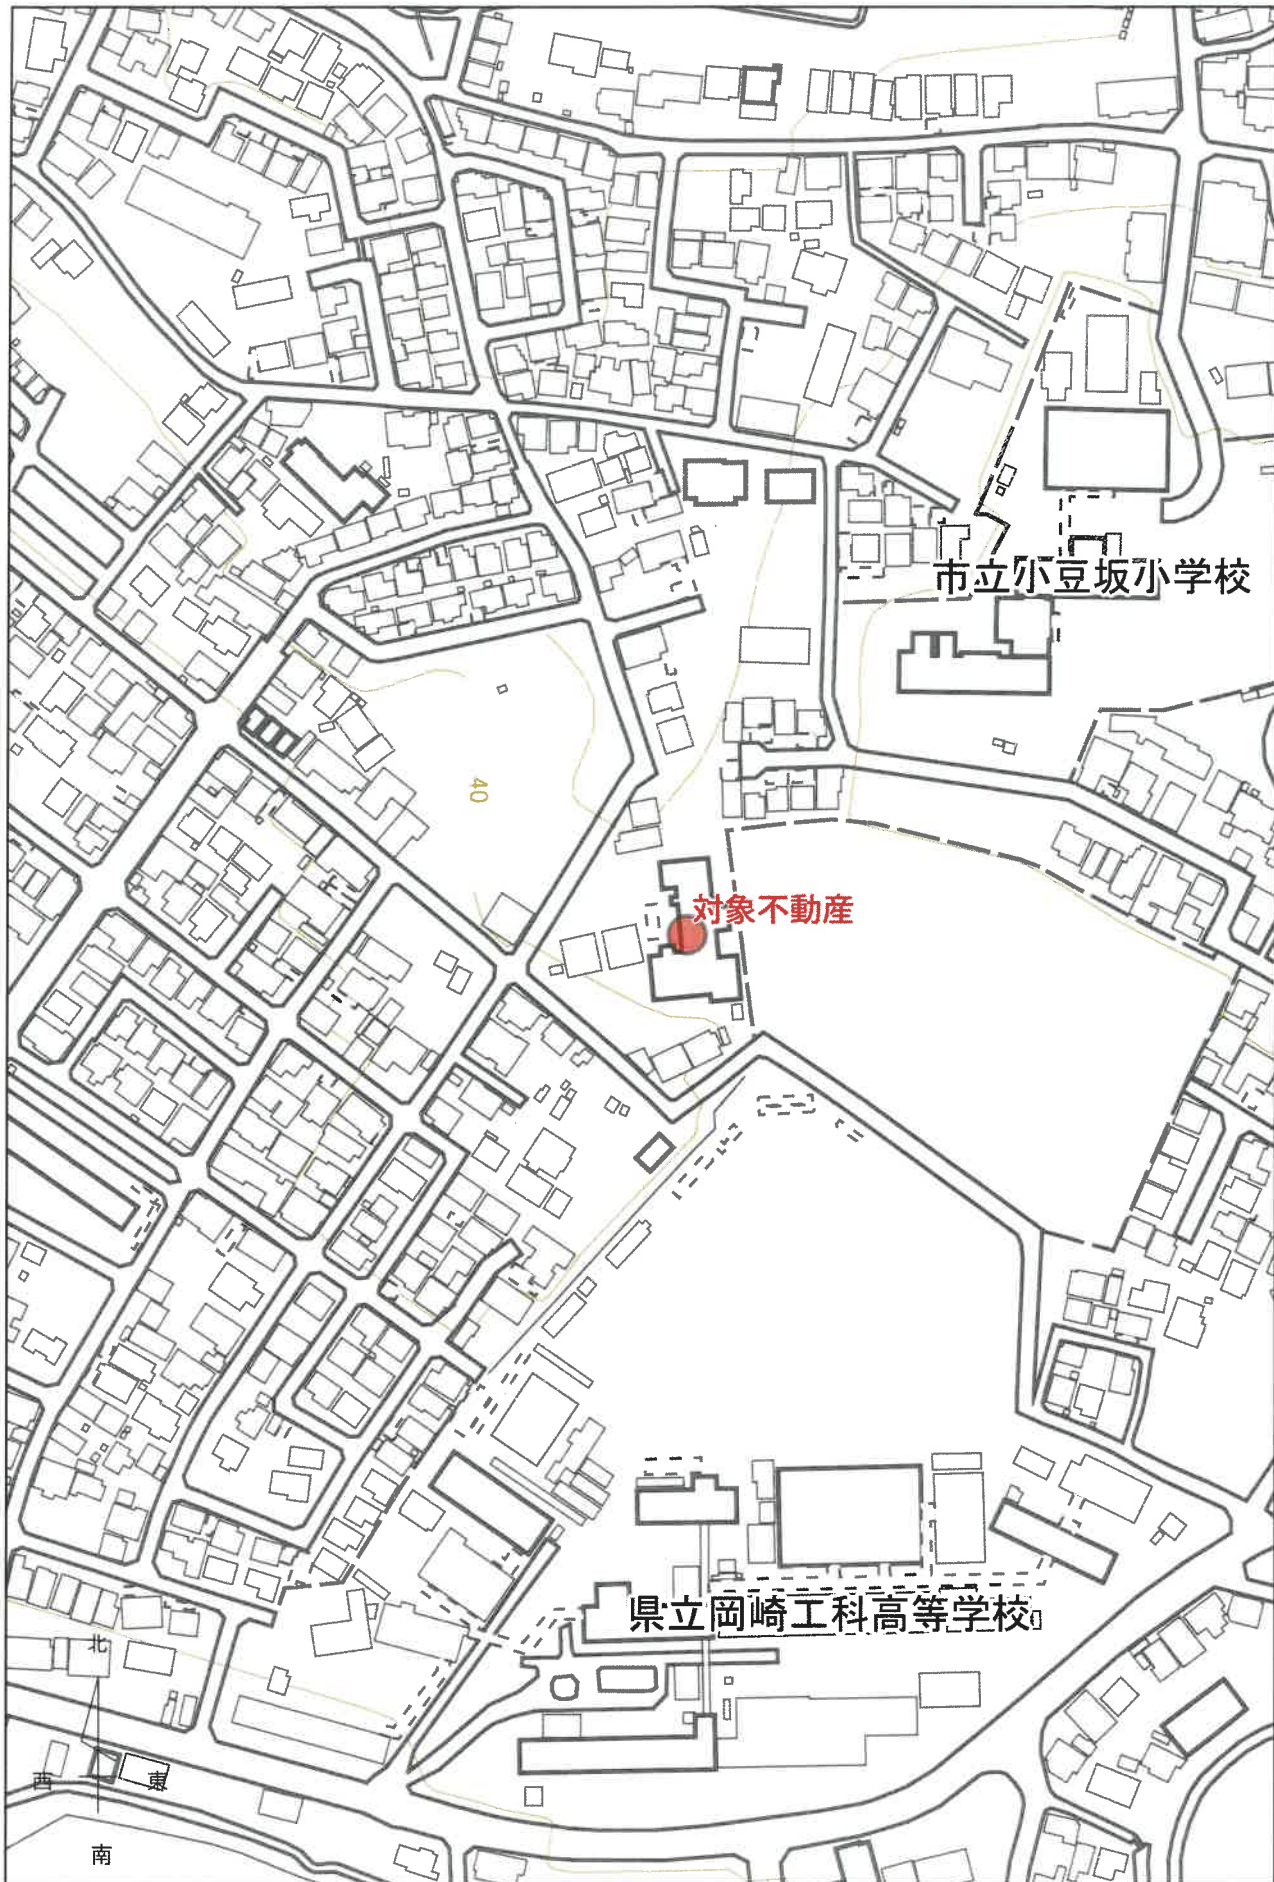 市立小豆坂小学校
40
対象不動産
県立岡崎工科高等学校
北
西 東
南